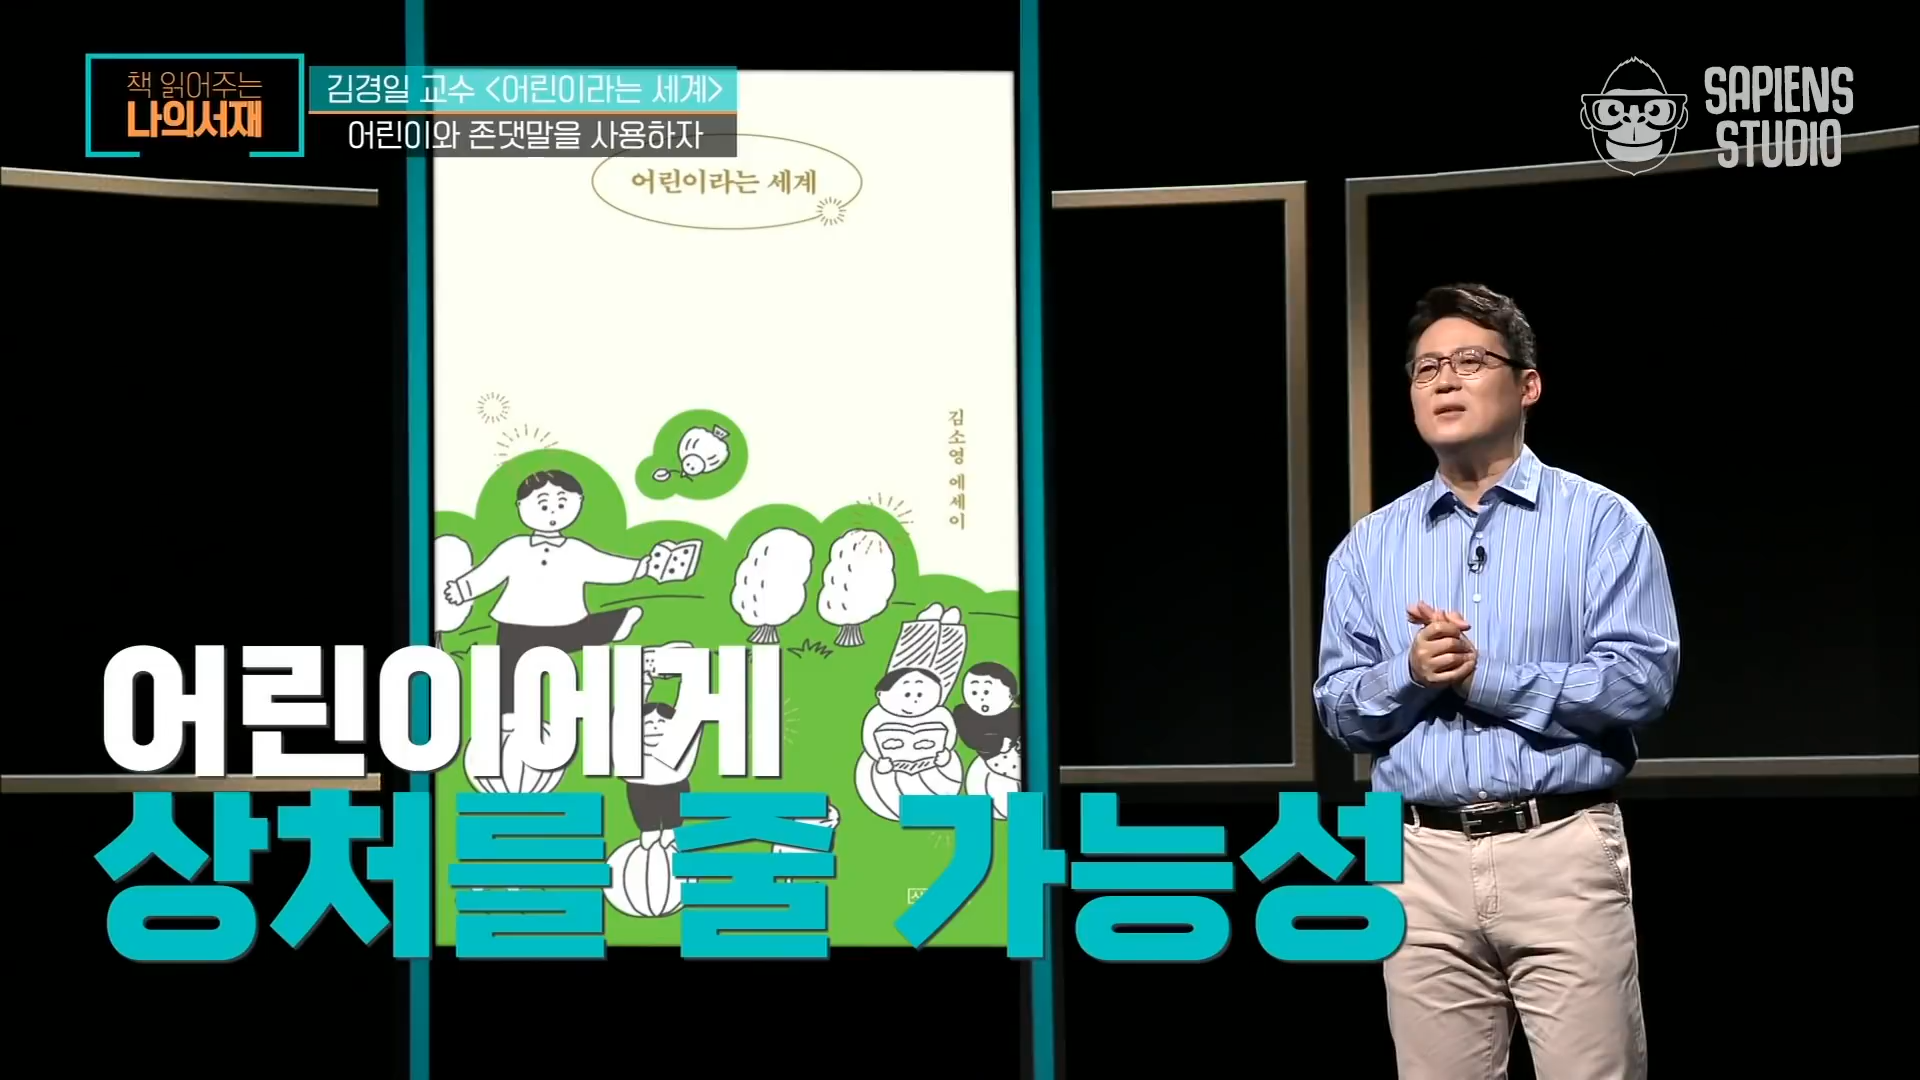 책 읽어주는
나의서재
김경일 교수 <어린이라는 세계>
어린이와 존댓말을 사용하자
SAPIENS
STUDIO
어린이라는 세계
김소영 에세이
어린이에게
상처를 줄 가능성